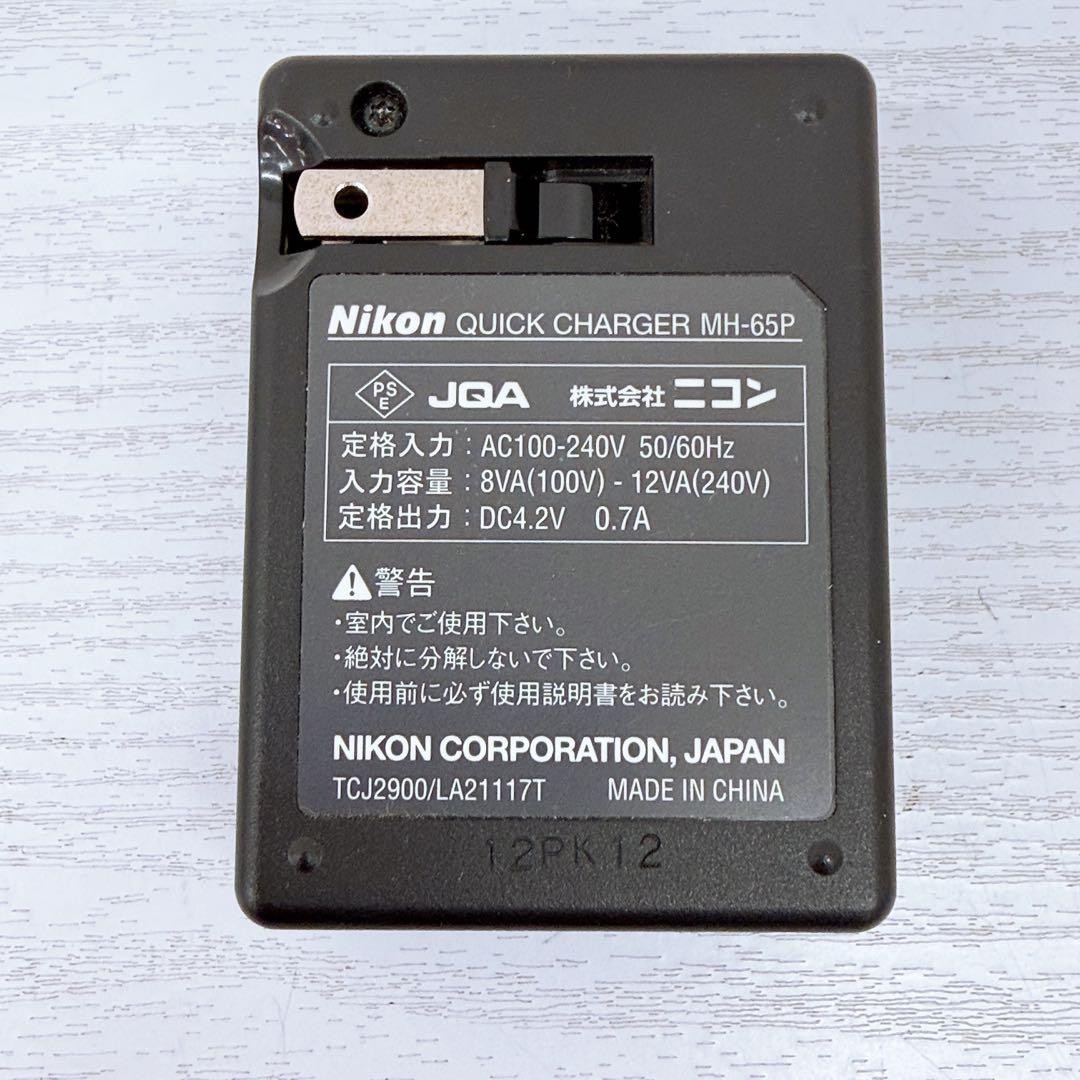 Nikon QUICK CHARGER MH-65P
PSE JQA 株式会社 ニコン
定格入力：AC100-240V 50/60Hz
入力容量：8VA(100V) - 12VA(240V)
定格出力：DC4.2V 0.7A
警告
・室内でご使用下さい。
・絶対に分解しないで下さい。
・使用前に必ず使用説明書をお読み下さい。
NIKON CORPORATION, JAPAN
TCJ2900/LA21117T MADE IN CHINA
12PK12